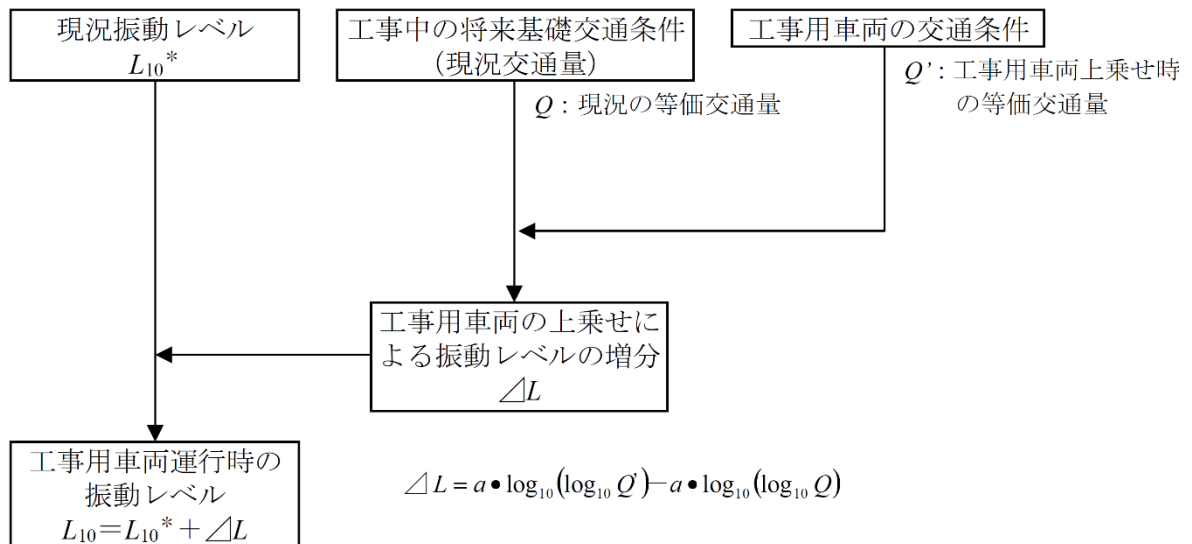 現況振動レベル
L₁₀*
工事中の将来基礎交通条件
（現況交通量）
工事用車両の交通条件
Q：現況の等価交通量
Q’：工事用車両上乗せ時
の等価交通量
工事用車両の上乗せに
よる振動レベルの増分
⊿L
工事用車両運行時の
振動レベル
L₁₀＝L₁₀*＋⊿L
⊿L = a•log₁₀(log₁₀ Q’)−a•log₁₀(log₁₀ Q)